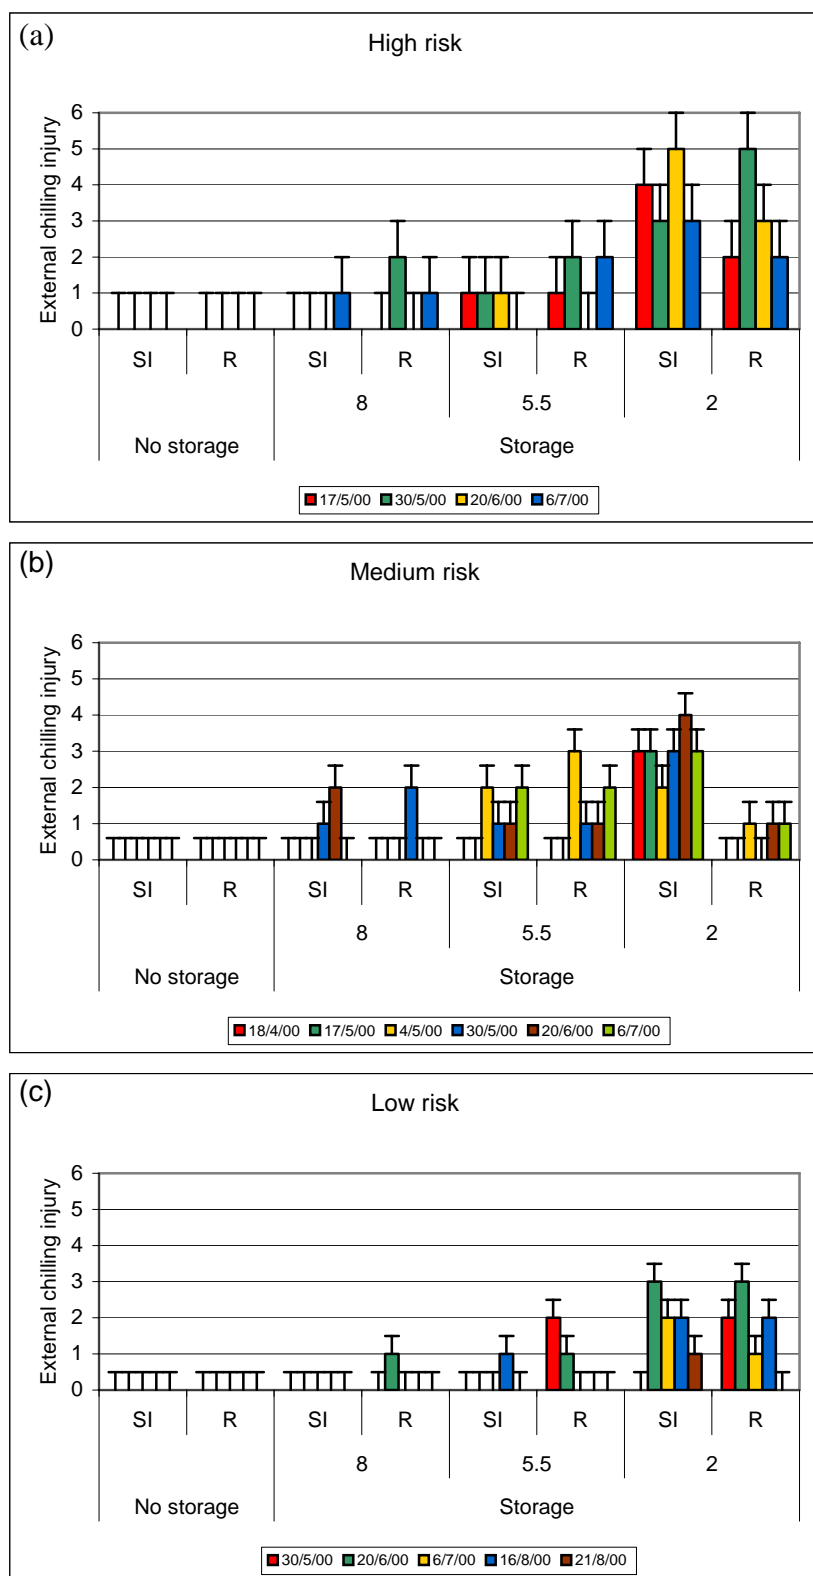 (a)
High risk
External chilling injury
6
5
4
3
2
1
0
SI R SI R SI R SI R
8 5.5 2
No storage Storage
17/5/00 30/5/00 20/6/00 6/7/00
(b)
Medium risk
External chilling injury
6
5
4
3
2
1
0
SI R SI R SI R SI R
8 5.5 2
No storage Storage
18/4/00 17/5/00 4/5/00 30/5/00 20/6/00 6/7/00
(c)
Low risk
External chilling injury
6
5
4
3
2
1
0
SI R SI R SI R SI R
8 5.5 2
No storage Storage
30/5/00 20/6/00 6/7/00 16/8/00 21/8/00